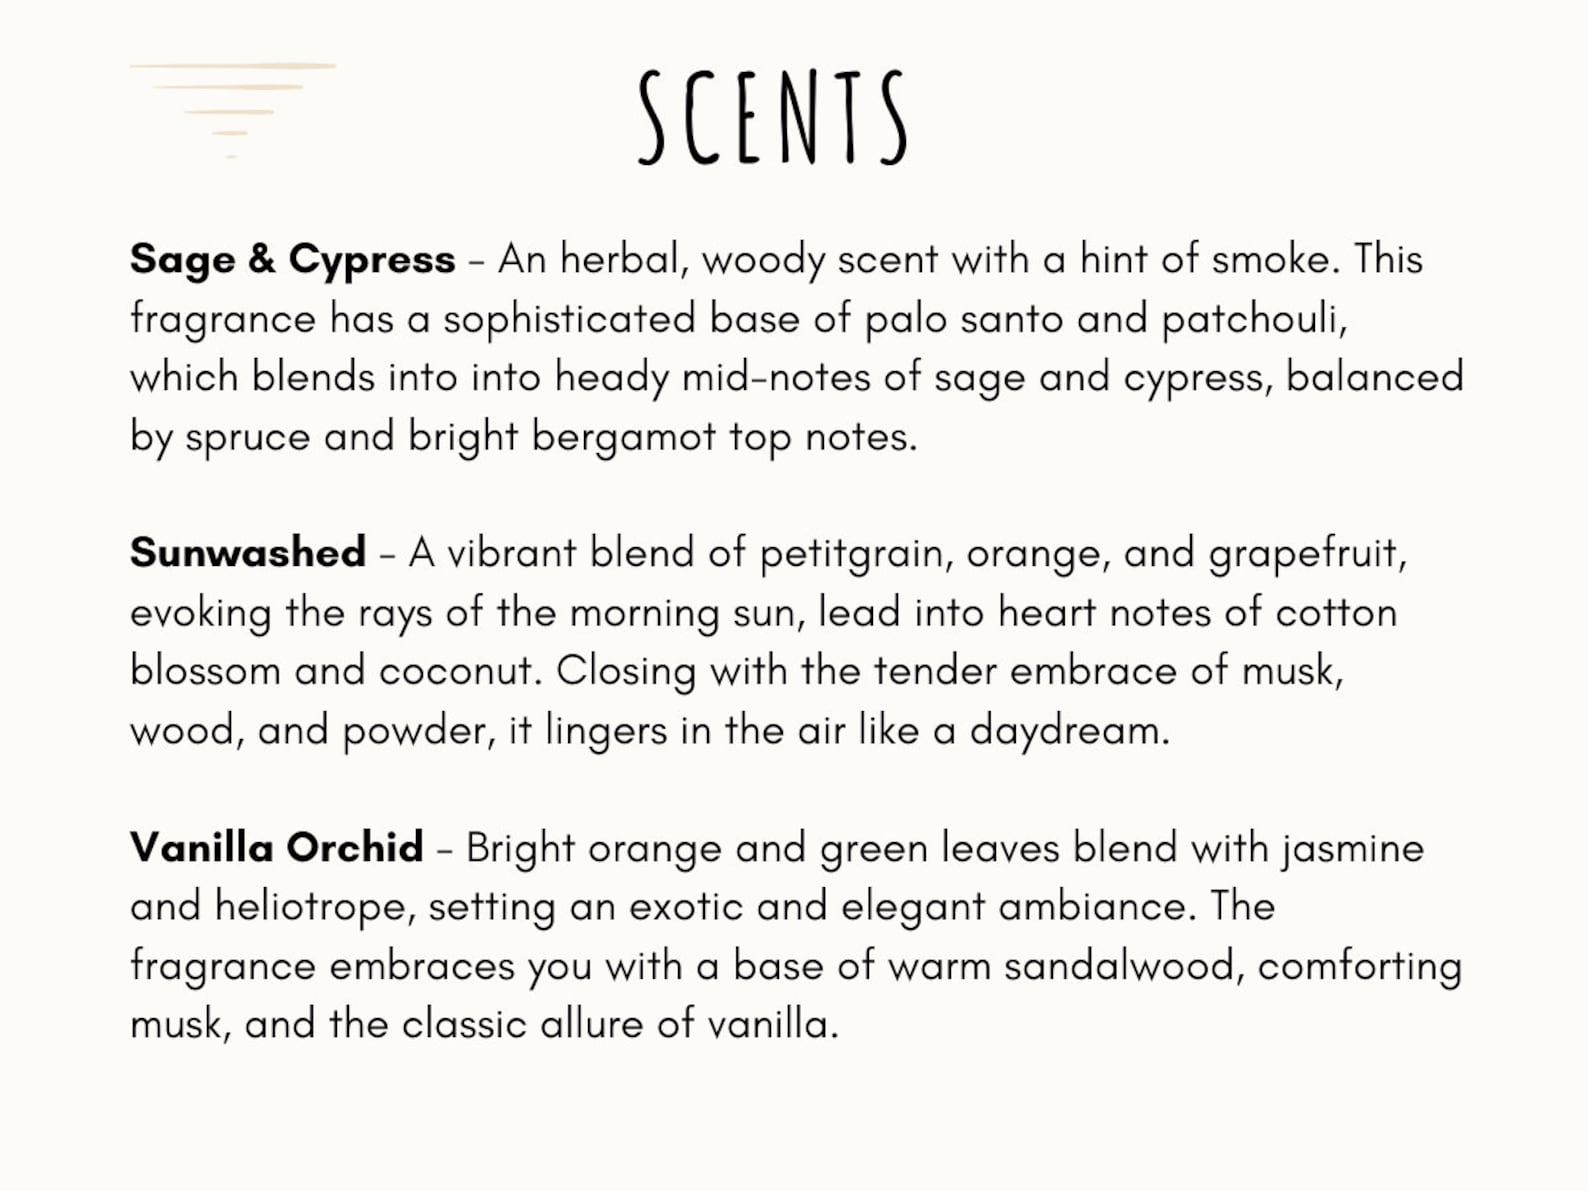 SCENTS
Sage & Cypress - An herbal, woody scent with a hint of smoke. This
fragrance has a sophisticated base of palo santo and patchouli,
which blends into into heady mid-notes of sage and cypress, balanced
by spruce and bright bergamot top notes.
Sunwashed - A vibrant blend of petitgrain, orange, and grapefruit,
evoking the rays of the morning sun, lead into heart notes of cotton
blossom and coconut. Closing with the tender embrace of musk,
wood, and powder, it lingers in the air like a daydream.
Vanilla Orchid - Bright orange and green leaves blend with jasmine
and heliotrope, setting an exotic and elegant ambiance. The
fragrance embraces you with a base of warm sandalwood, comforting
musk, and the classic allure of vanilla.